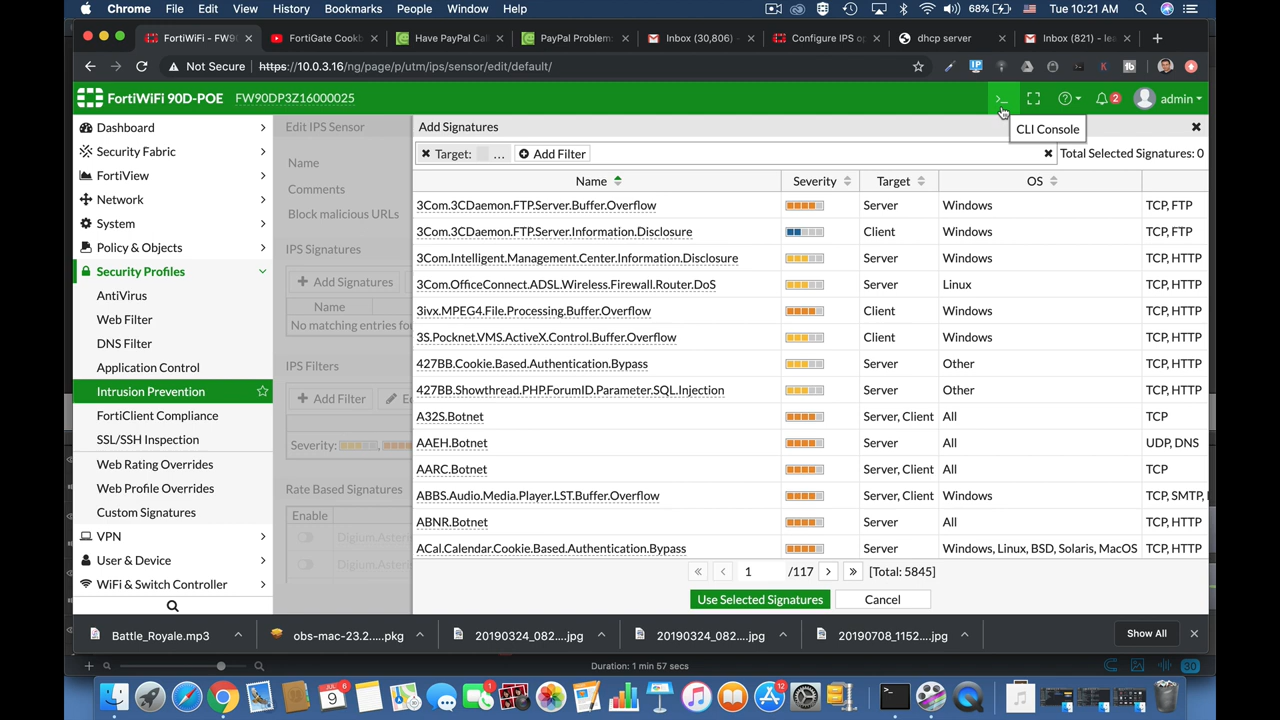 Chrome File Edit View History Bookmarks People Window Help 68% Tue 10:21 AM
FortiWiFi - FW90 FortiGate Cookb Have PayPal Ca PayPal Problem: Inbox (30,806) - Configure IPS op dhcp server Inbox (821) - lea
Not Secure https://10.0.3.16/ng/page/p/utm/ips/sensor/edit/default/
FortiWiFi 90D-POE FW90DP3Z16000025 >_ 2 admin
CLI Console
Dashboard
Security Fabric
FortiView
Network
System
Policy & Objects
Security Profiles
AntiVirus
Web Filter
DNS Filter
Application Control
Intrusion Prevention
FortiClient Compliance
SSL/SSH Inspection
Web Rating Overrides
Web Profile Overrides
Custom Signatures
VPN
User & Device
WiFi & Switch Controller
Edit IPS Sensor
Name
Comments
Block malicious URLs
IPS Signatures
+ Add Signatures
Name
No matching entries fo
IPS Filters
+ Add Filter Ed
Severity:
Rate Based Signatures
Enable
Digium.Asteris
Digium.Asteris
Add Signatures
Target: ... Add Filter Total Selected Signatures: 0
Name Severity Target OS
3Com.3CDaemon.FTP.Server.Buffer.Overflow Server Windows TCP, FTP
3Com.3CDaemon.FTP.Server.Information.Disclosure Client Windows TCP, FTP
3Com.Intelligent.Management.Center.Information.Disclosure Server Windows TCP, HTTP
3Com.OfficeConnect.ADSL.Wireless.Firewall.Router.DoS Server Linux TCP, HTTP
3ivx.MPEG4.File.Processing.Buffer.Overflow Client Windows TCP, HTTP
3S.Pocknet.VMS.ActiveX.Control.Buffer.Overflow Client Windows TCP, HTTP
427BB.Cookie.Based.Authentication.Bypass Server Other TCP, HTTP
427BB.Showthread.PHP.ForumID.Parameter.SQL.Injection Server Other TCP, HTTP
A32S.Botnet Server, Client All TCP
AAEH.Botnet Server All UDP, DNS
AARC.Botnet Server, Client All TCP
ABBS.Audio.Media.Player.LST.Buffer.Overflow Server, Client Windows TCP, SMTP,
ABNR.Botnet Server All TCP, HTTP
ACal.Calendar.Cookie.Based.Authentication.Bypass Server Windows, Linux, BSD, Solaris, MacOS TCP, HTTP
« ‹ 1 /117 › » [Total: 5845]
Use Selected Signatures Cancel
Battle_Royale.mp3 obs-mac-23.2.....pkg 20190324_082....jpg 20190324_082....jpg 20190708_1152....jpg Show All
Duration: 1 min 57 secs 30